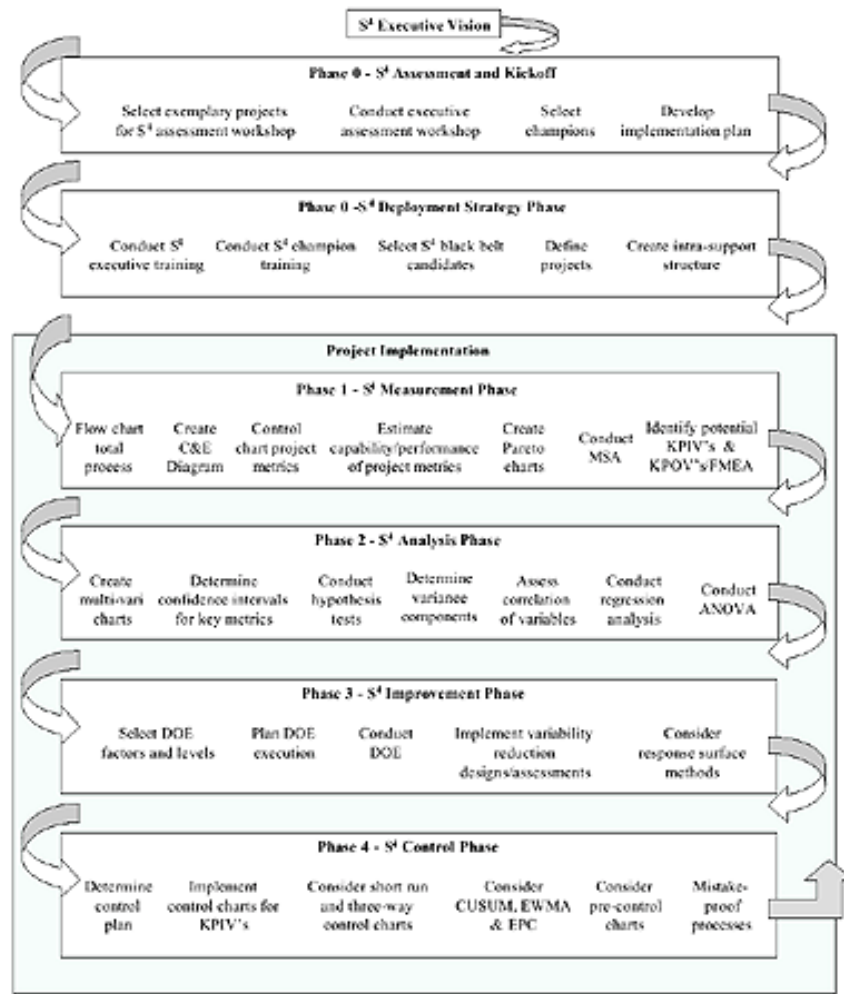 S⁴ Executive Vision
Phase 0 - S⁴ Assessment and Kickoff
Select exemplary projects
for S⁴ assessment workshop
Conduct executive
assessment workshop
Select
champions
Develop
implementation plan
Phase 0 -S⁴ Deployment Strategy Phase
Conduct S⁴
executive training
Conduct S⁴ champion
training
Select S⁴ black belt
candidates
Define
projects
Create intra-support
structure
Project Implementation
Phase 1 - S⁴ Measurement Phase
Flow chart
total
process
Create
C&E
Diagram
Control
chart project
metrics
Estimate
capability/performance
of project metrics
Create
Pareto
charts
Conduct
MSA
Identify potential
KPIV's &
KPOV's/FMEA
Phase 2 - S⁴ Analysis Phase
Create
multi-vari
charts
Determine
confidence intervals
for key metrics
Conduct
hypothesis
tests
Determine
variance
components
Assess
correlation
of variables
Conduct
regression
analysis
Conduct
ANOVA
Phase 3 - S⁴ Improvement Phase
Select DOE
factors and levels
Plan DOE
execution
Conduct
DOE
Implement variability
reduction
designs/assessments
Consider
response surface
methods
Phase 4 - S⁴ Control Phase
Determine
control
plan
Implement
control charts for
KPIV's
Consider short run
and three-way
control charts
Consider
CUSUM, EWMA
& EPC
Consider
pre-control
charts
Mistake-
proof
processes